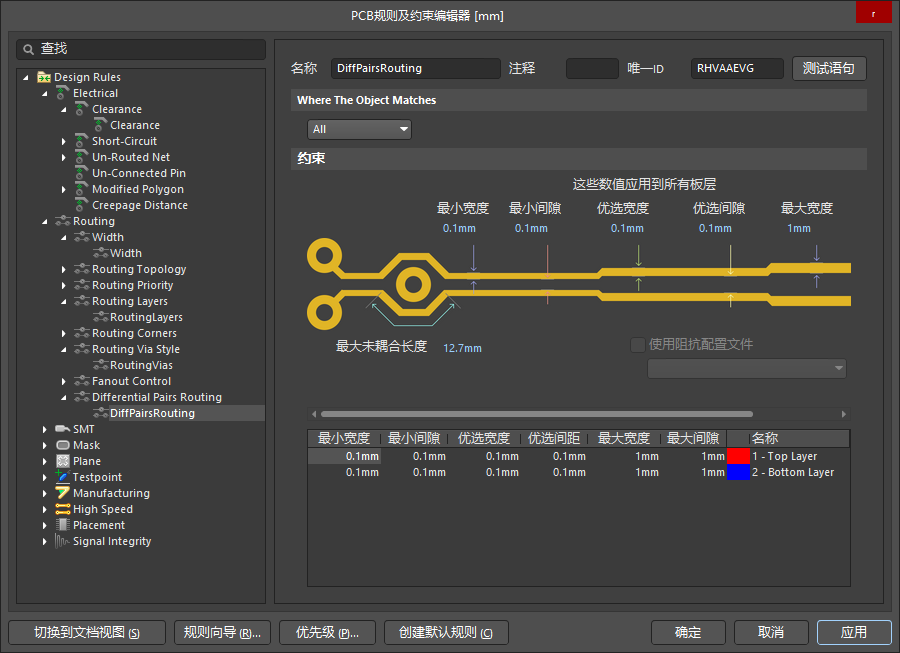 PCB规则及约束编辑器 [mm]
r
查找
Design Rules
Electrical
Clearance
Clearance
Short-Circuit
Un-Routed Net
Un-Connected Pin
Modified Polygon
Creepage Distance
Routing
Width
Width
Routing Topology
Routing Priority
Routing Layers
RoutingLayers
Routing Corners
Routing Via Style
RoutingVias
Fanout Control
Differential Pairs Routing
DiffPairsRouting
SMT
Mask
Plane
Testpoint
Manufacturing
High Speed
Placement
Signal Integrity
名称 DiffPairsRouting 注释 唯一ID RHVAAEVG 测试语句
Where The Object Matches
All
约束
这些数值应用到所有板层
最小宽度 最小间隙 优选宽度 优选间隙 最大宽度
0.1mm 0.1mm 0.1mm 0.1mm 1mm
最大未耦合长度 12.7mm
使用阻抗配置文件
最小宽度 最小间隙 优选宽度 优选间距 最大宽度 最大间隙 名称
0.1mm 0.1mm 0.1mm 0.1mm 1mm 1mm 1 - Top Layer
0.1mm 0.1mm 0.1mm 0.1mm 1mm 1mm 2 - Bottom Layer
切换到文档视图 (S) 规则向导 (R)... 优先级 (P)... 创建默认规则 (C) 确定 取消 应用